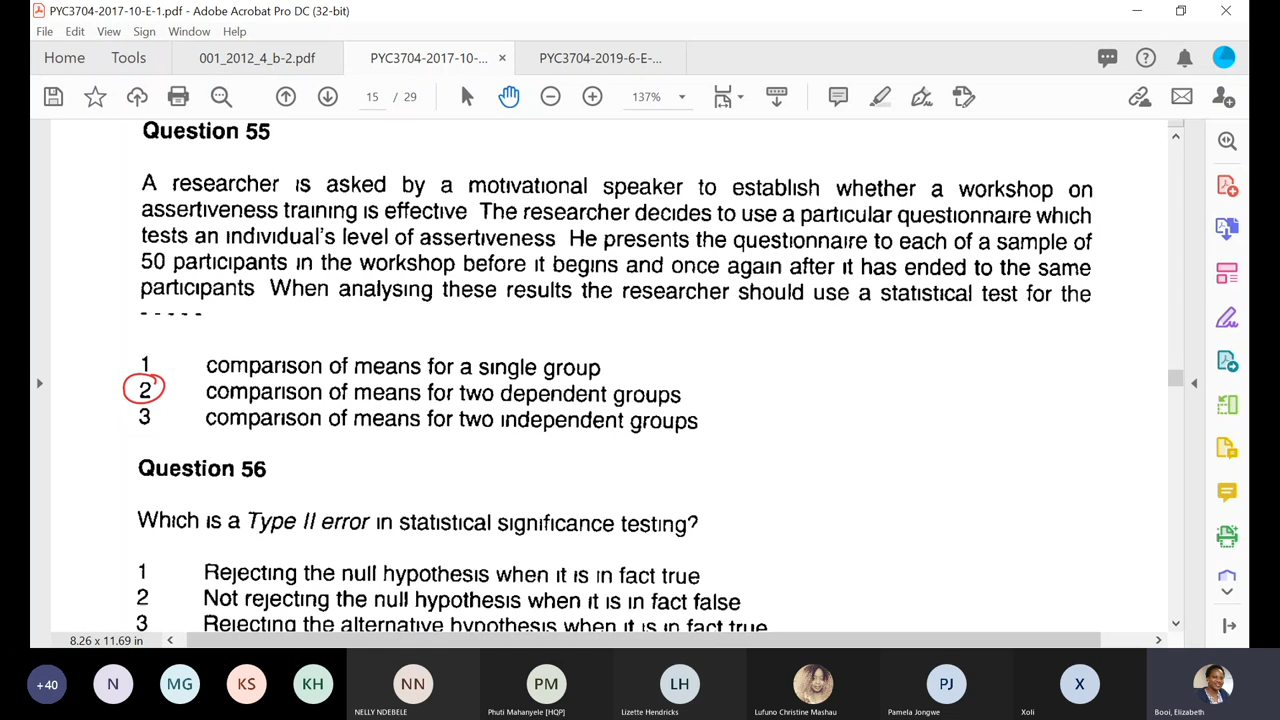 PYC3704-2017-10-E-1.pdf - Adobe Acrobat Pro DC (32-bit)
File Edit View Sign Window Help
Home Tools 001_2012_4_b-2.pdf PYC3704-2017-10-... × PYC3704-2019-6-E-...
15 / 29 137%
Question 55
A researcher is asked by a motivational speaker to establish whether a workshop on
assertiveness training is effective The researcher decides to use a particular questionnaire which
tests an individual's level of assertiveness He presents the questionnaire to each of a sample of
50 participants in the workshop before it begins and once again after it has ended to the same
participants When analysing these results the researcher should use a statistical test for the
-----
1 comparison of means for a single group
2 comparison of means for two dependent groups
3 comparison of means for two independent groups
Question 56
Which is a Type II error in statistical significance testing?
1 Rejecting the null hypothesis when it is in fact true
2 Not rejecting the null hypothesis when it is in fact false
3 Rejecting the alternative hypothesis when it is in fact true
8.26 x 11.69 in
+40 N MG KS KH NN PM LH PJ X
NELLY NDEBELE Phuti Mahanyele [HQP] Lizette Hendricks Lufuno Christine Mashau Pamela Jongwe Xoli Booi, Elizabeth